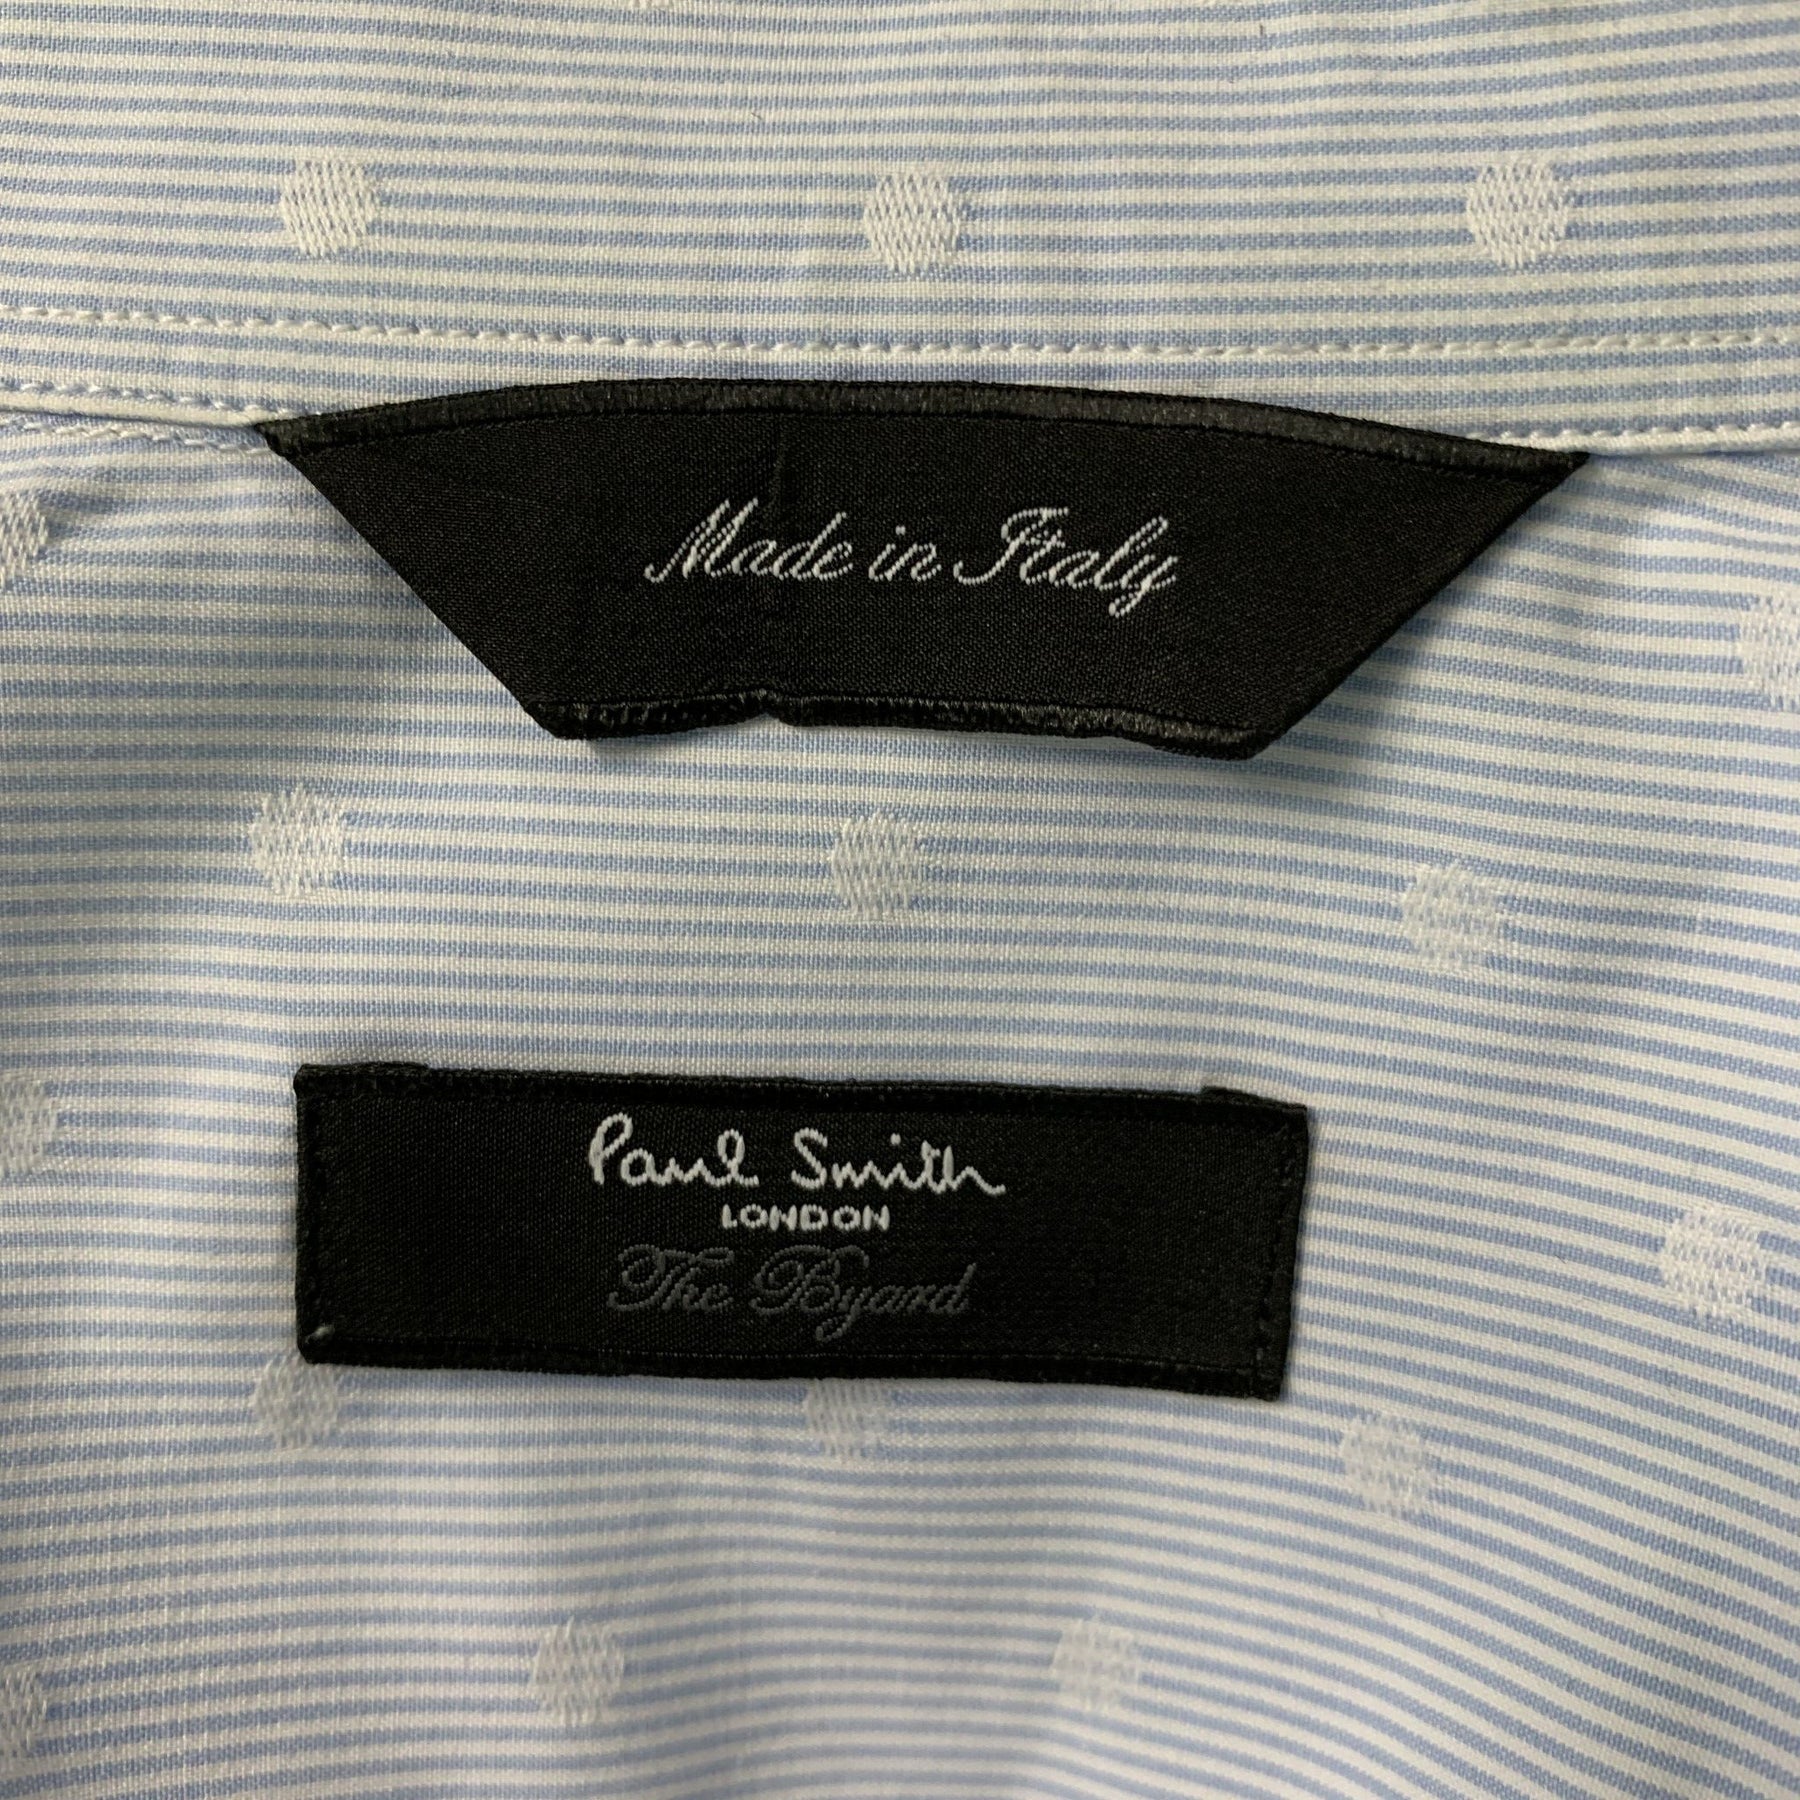 Made in Italy
Paul Smith
LONDON
The Byard